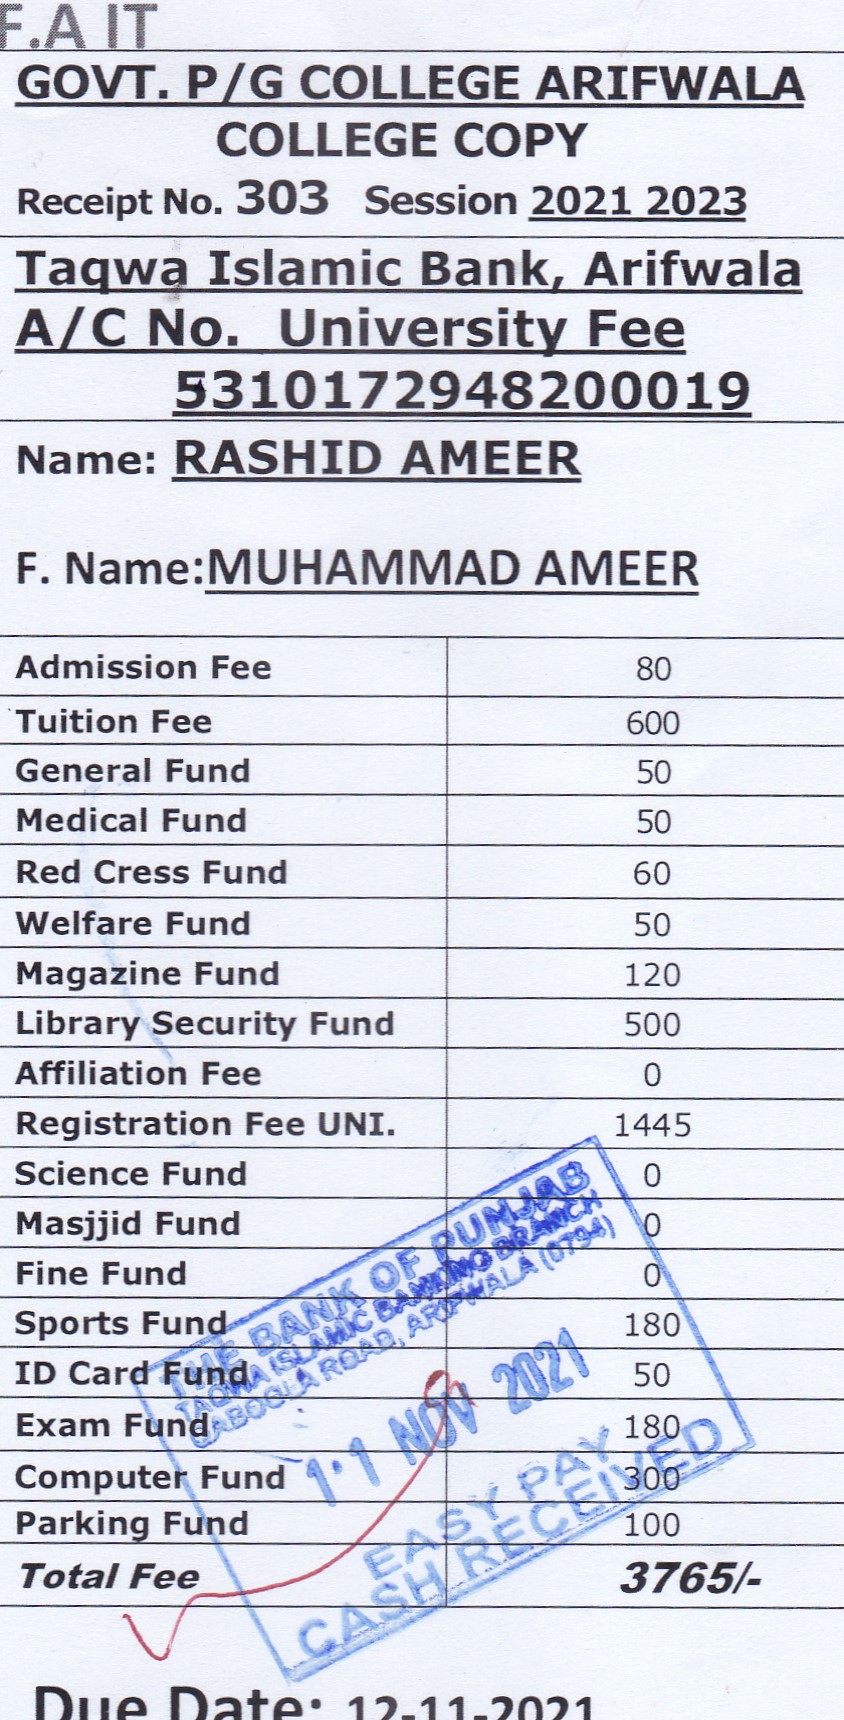 F.A IT
GOVT. P/G COLLEGE ARIFWALA
COLLEGE COPY
Receipt No. 303 Session 2021 2023
Taqwa Islamic Bank, Arifwala
A/C No. University Fee
5310172948200019
Name: RASHID AMEER
F. Name:MUHAMMAD AMEER
Admission Fee 80
Tuition Fee 600
General Fund 50
Medical Fund 50
Red Cress Fund 60
Welfare Fund 50
Magazine Fund 120
Library Security Fund 500
Affiliation Fee 0
Registration Fee UNI. 1445
Science Fund 0
Masjjid Fund 0
Fine Fund 0
Sports Fund 180
ID Card Fund 50
Exam Fund 180
Computer Fund 300
Parking Fund 100
Total Fee 3765/-
THE BANK OF PUNJAB
TAQWA ISLAMIC BANKING BRANCH
ROAD, ARIFWALA (0794)
11 NOV 2021
EASY PAY
CASH RECEIVED
Due Date: 12-11-2021